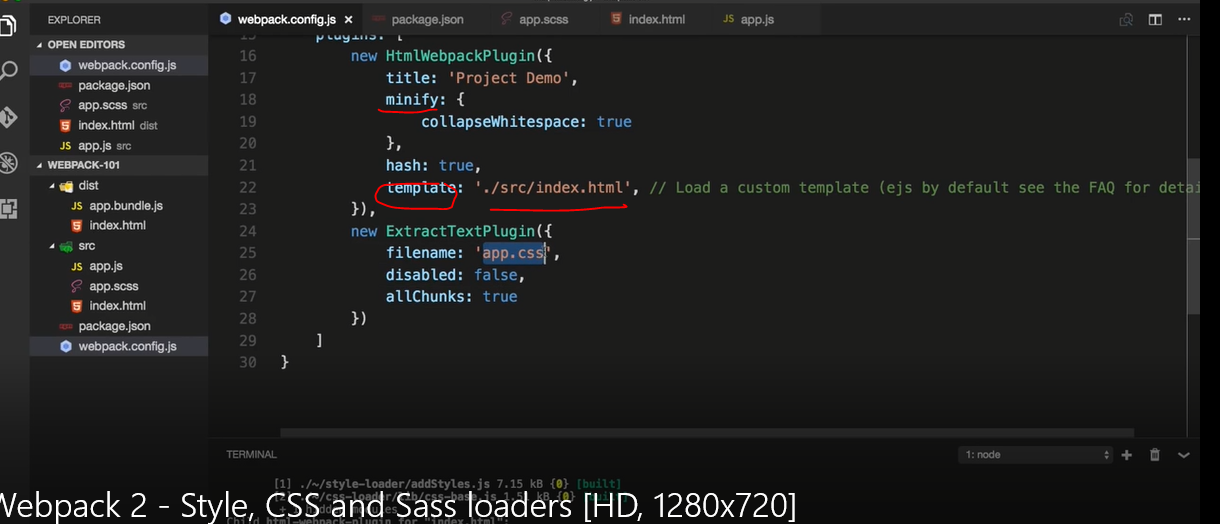 EXPLORER
OPEN EDITORS
webpack.config.js
package.json
app.scss src
index.html dist
app.js src
WEBPACK-101
dist
JS app.bundle.js
index.html
src
JS app.js
app.scss
index.html
package.json
webpack.config.js
webpack.config.js × package.json app.scss index.html JS app.js
15 plugins: [
16 new HtmlWebpackPlugin({
17 title: 'Project Demo',
18 minify: {
19 collapseWhitespace: true
20 },
21 hash: true,
22 template: './src/index.html', // Load a custom template (ejs by default see the FAQ for detai
23 }),
24 new ExtractTextPlugin({
25 filename: 'app.css',
26 disabled: false,
27 allChunks: true
28 })
29 ]
30 }
TERMINAL 1: node
[1] ./~/style-loader/addStyles.js 7.15 kB {0} [built]
[2] ./~/css-loader/lib/css-base.js 1.51 kB {0} [built]
hidden modules
Child html-webpack-plugin for "index.html":
Webpack 2 - Style, CSS and Sass loaders [HD, 1280x720]